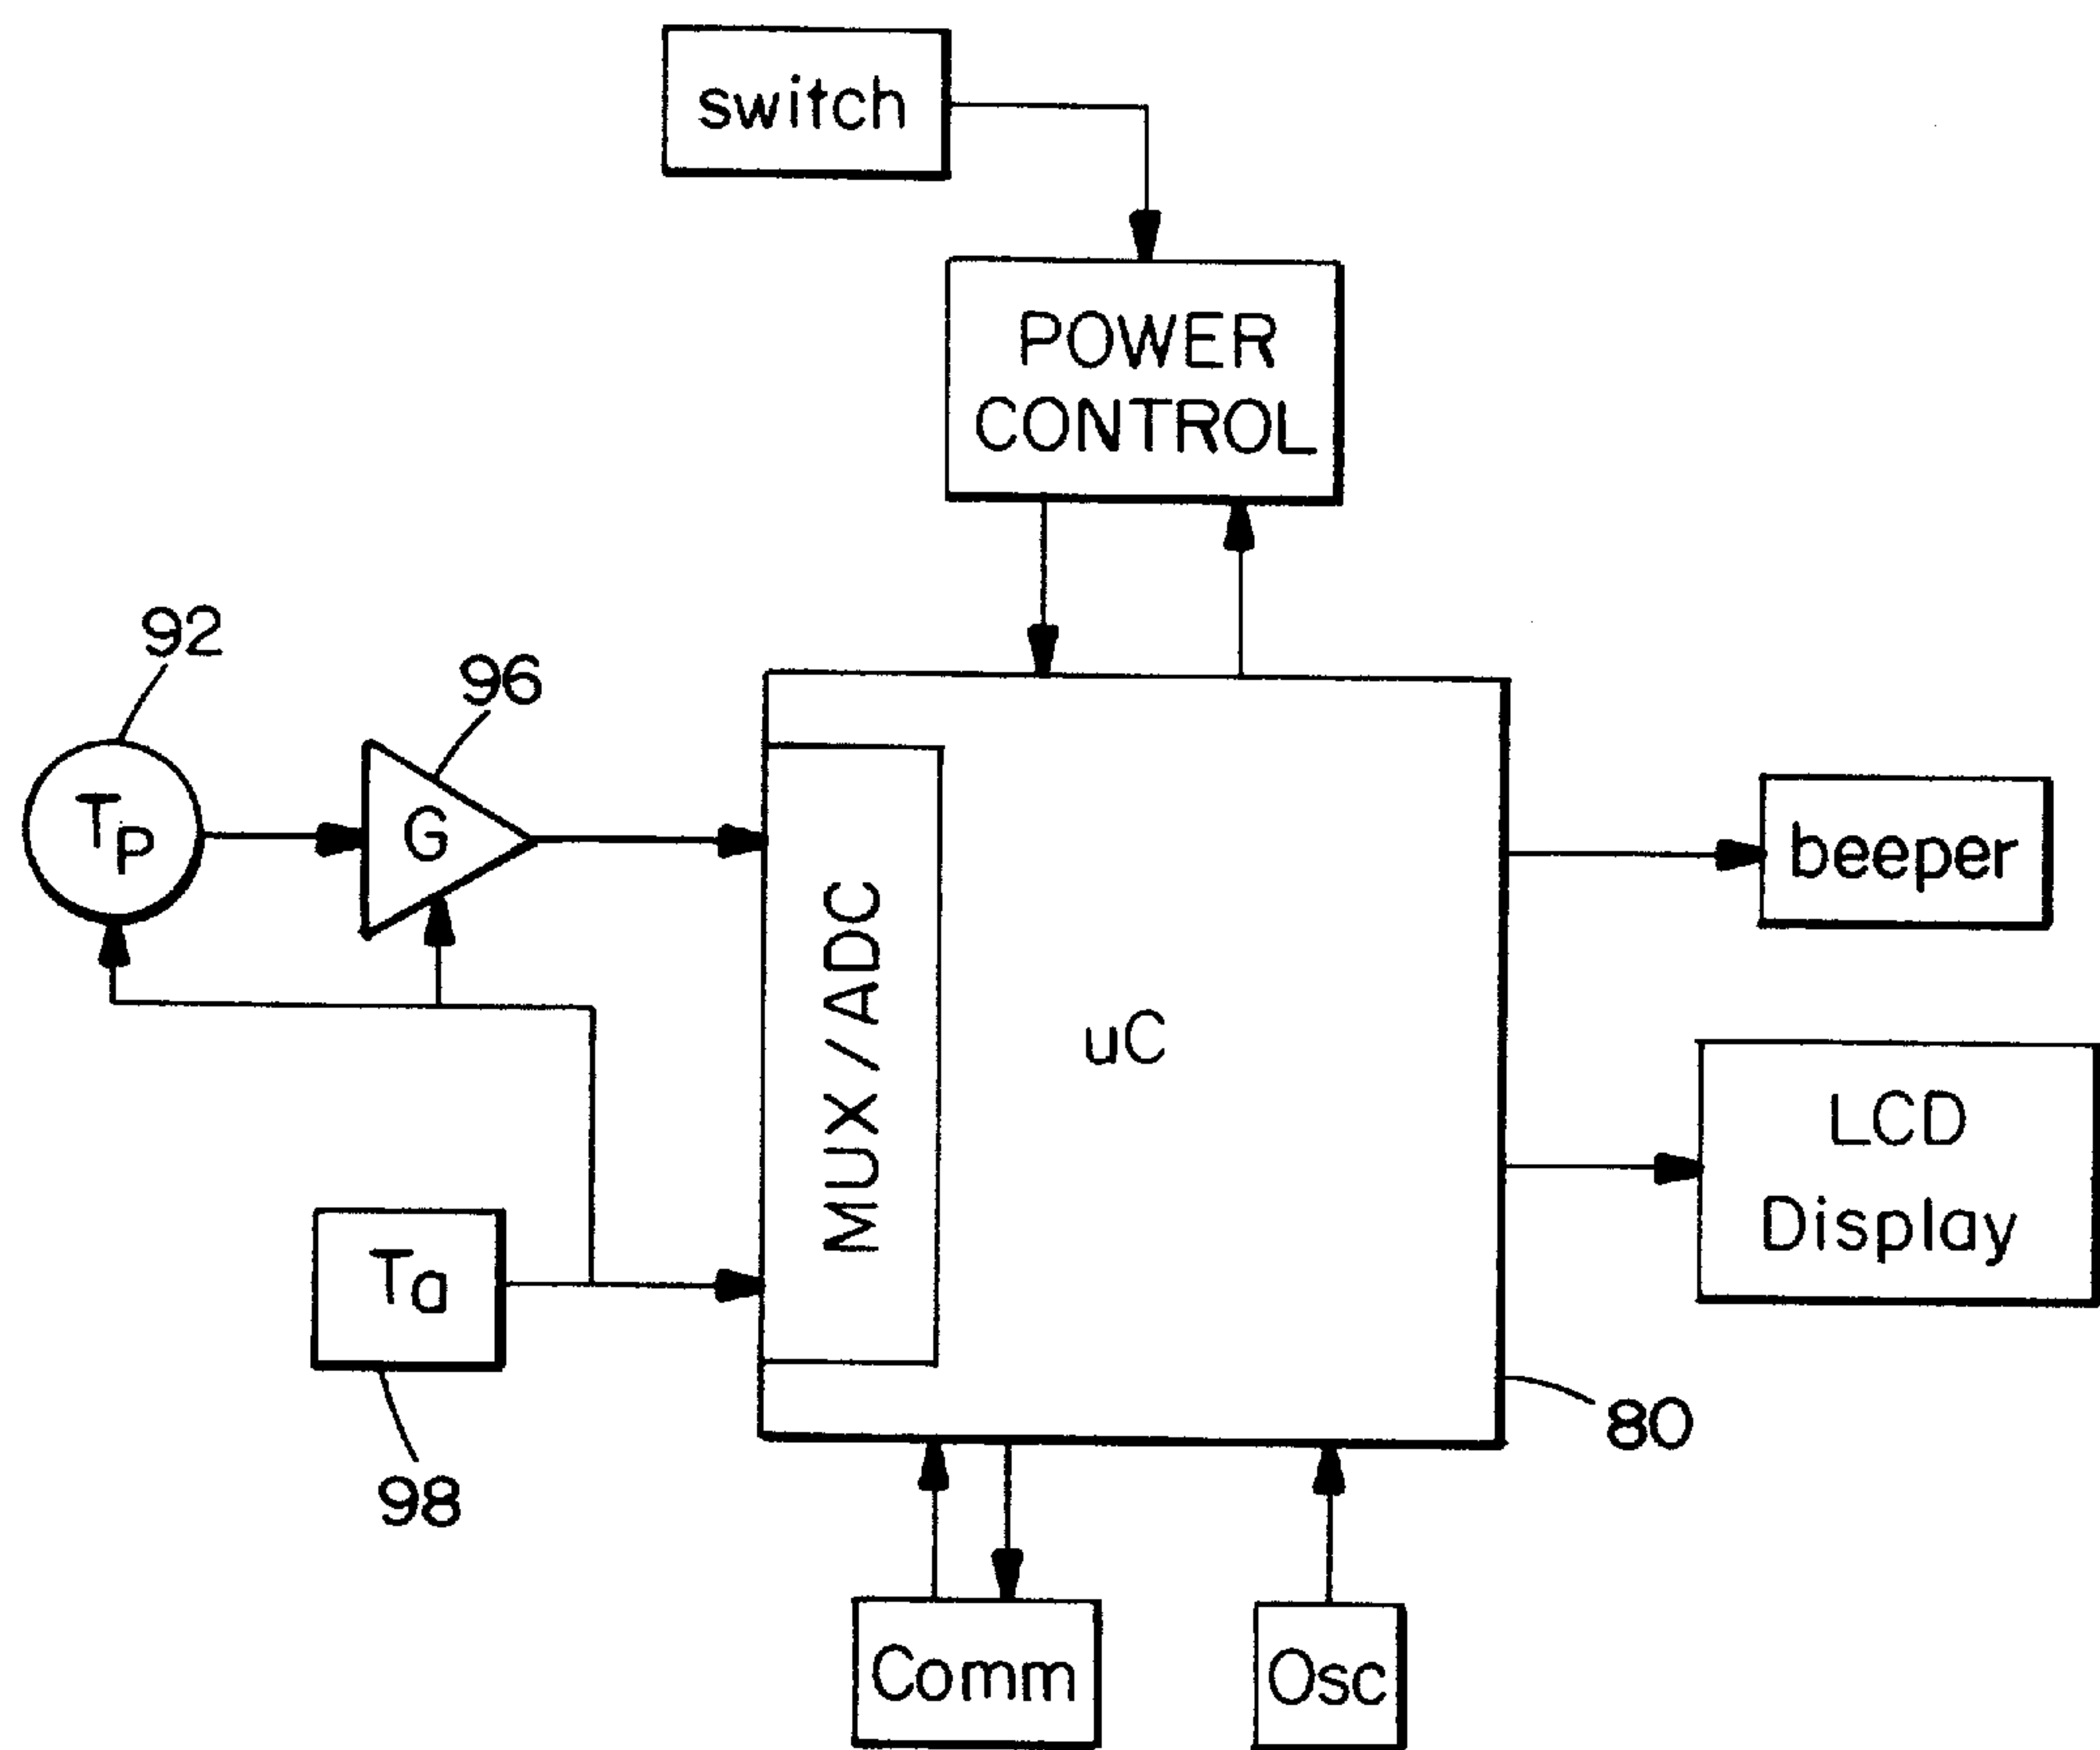 switch
POWER
CONTROL
92
96
TP
G
MUX/ADC
uC
beeper
LCD
Display
Ta
80
98
Comm
Osc